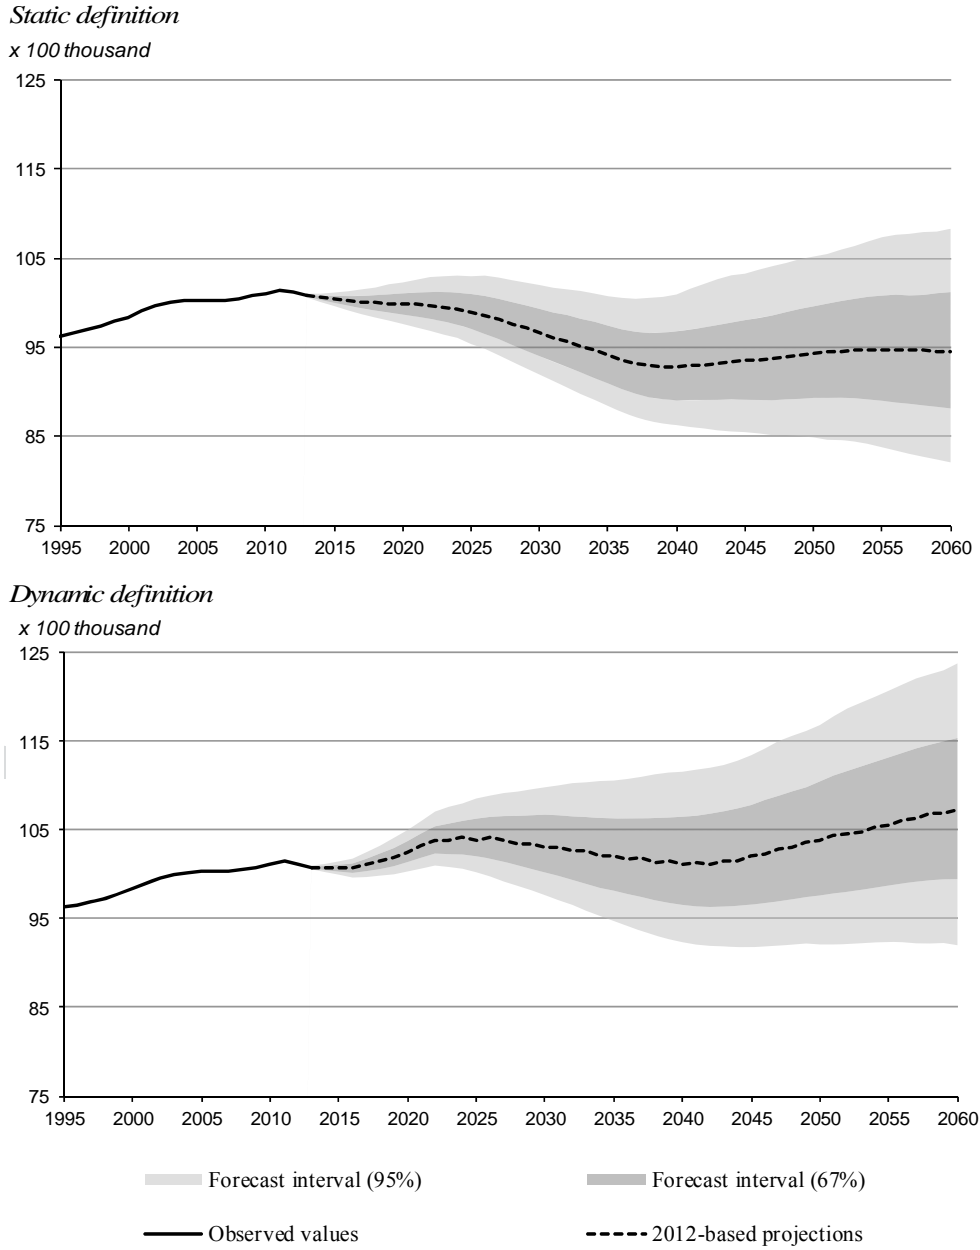 Static definition
x 100 thousand
125
115
105
95
85
75
1995 2000 2005 2010 2015 2020 2025 2030 2035 2040 2045 2050 2055 2060
Dynamic definition
x 100 thousand
125
115
105
95
85
75
1995 2000 2005 2010 2015 2020 2025 2030 2035 2040 2045 2050 2055 2060
Forecast interval (95%) Forecast interval (67%)
Observed values 2012-based projections